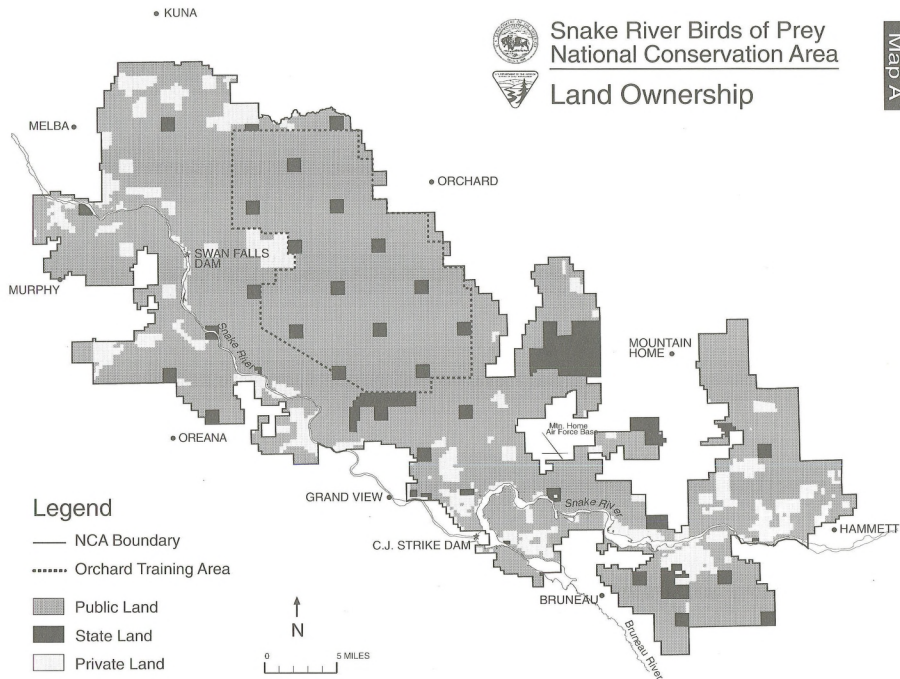 Snake River Birds of Prey
National Conservation Area
Land Ownership
Map A
KUNA
MELBA
ORCHARD
SWAN FALLS
DAM
MURPHY
Snake River
MOUNTAIN
HOME
Mtn. Home
Air Force Base
OREANA
GRAND VIEW
Snake River
C.J. STRIKE DAM
HAMMETT
BRUNEAU
Bruneau River
Legend
NCA Boundary
Orchard Training Area
Public Land
State Land
Private Land
N
0 5 MILES